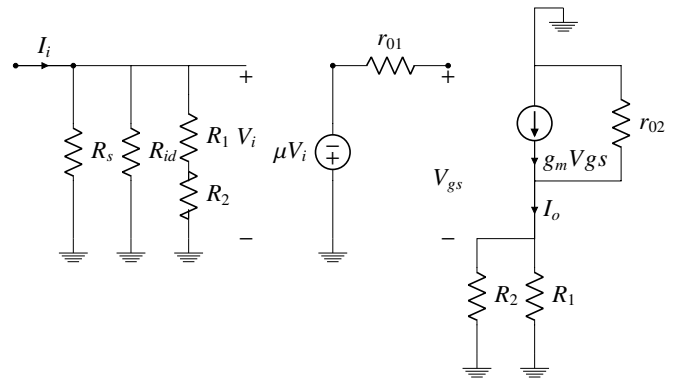 I_i
R_s
R_id
R_1
R_2
+
V_i
−
μV_i
−
+
r_01
+
V_gs
−
g_m Vgs
r_02
I_o
R_2
R_1